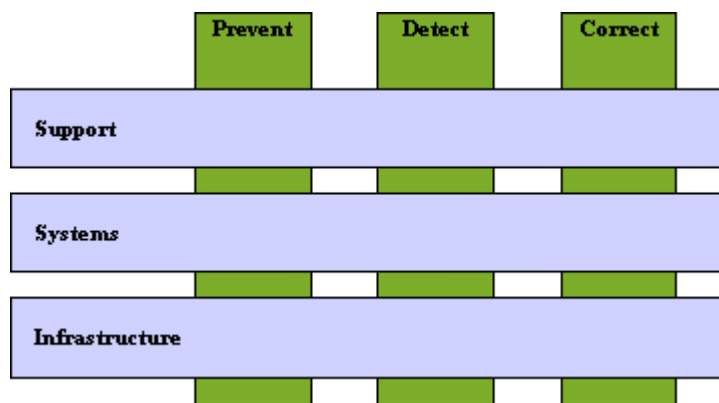 Prevent Detect Correct
Support
Systems
Infrastructure